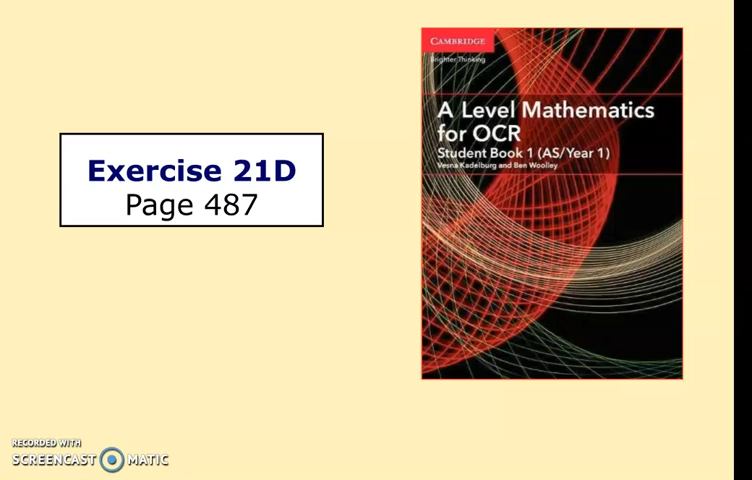 Exercise 21D
Page 487
CAMBRIDGE
Brighter Thinking
A Level Mathematics
for OCR
Student Book 1 (AS/Year 1)
Vesna Kadelburg and Ben Woolley
RECORDED WITH
SCREENCAST MATIC